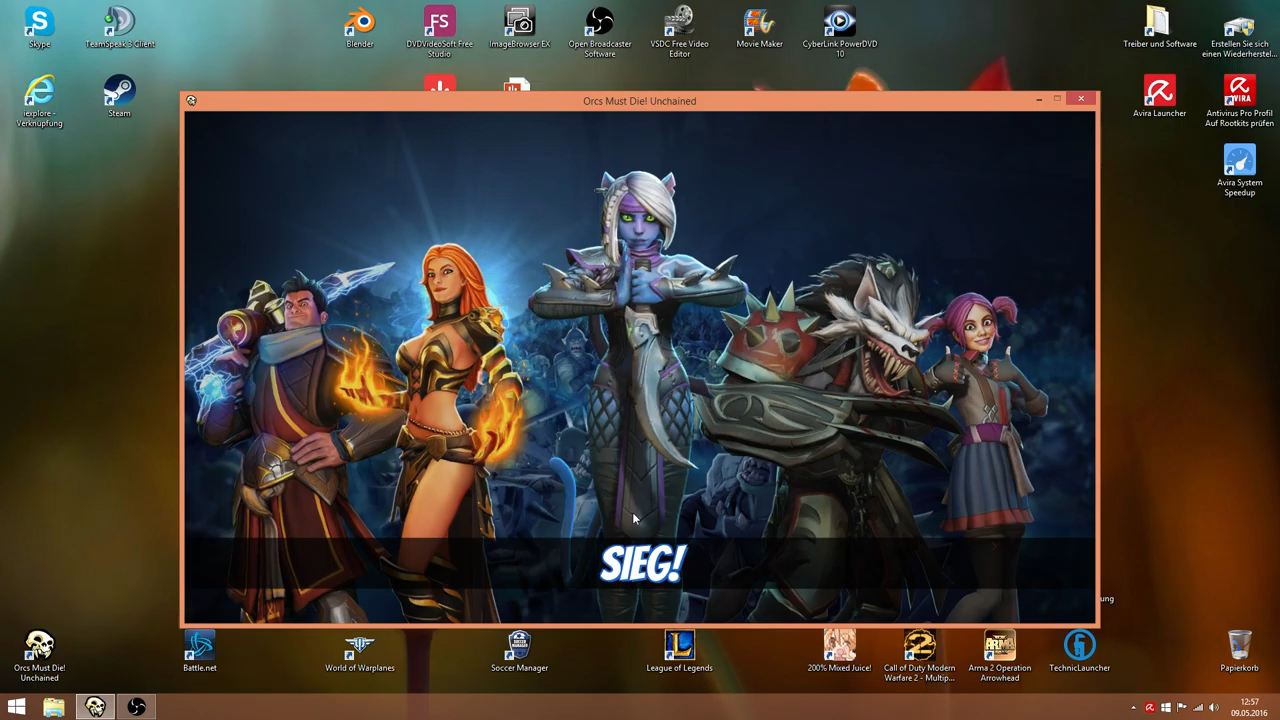 Skype
TeamSpeak 3 Client
Blender
FS
DVDVideoSoft Free
Studio
ImageBrowser EX
Open Broadcaster
Software
VSDC Free Video
Editor
Movie Maker
CyberLink PowerDVD
10
Treiber und Software
Erstellen Sie sich
einen Wiederherstel...
iexplore -
Verknüpfung
Steam
Avira Launcher
AVIRA
Antivirus Pro Profil
Auf Rootkits prüfen
Avira System
Speedup
Orcs Must Die! Unchained
SIEG!
ung
Orcs Must Die!
Unchained
Battle.net
World of Warplanes
Soccer Manager
League of Legends
200% Mixed Juice!
Call of Duty Modern
Warfare 2 - Multip...
Arma 2 Operation
Arrowhead
TechnicLauncher
Papierkorb
12:57
09.05.2016